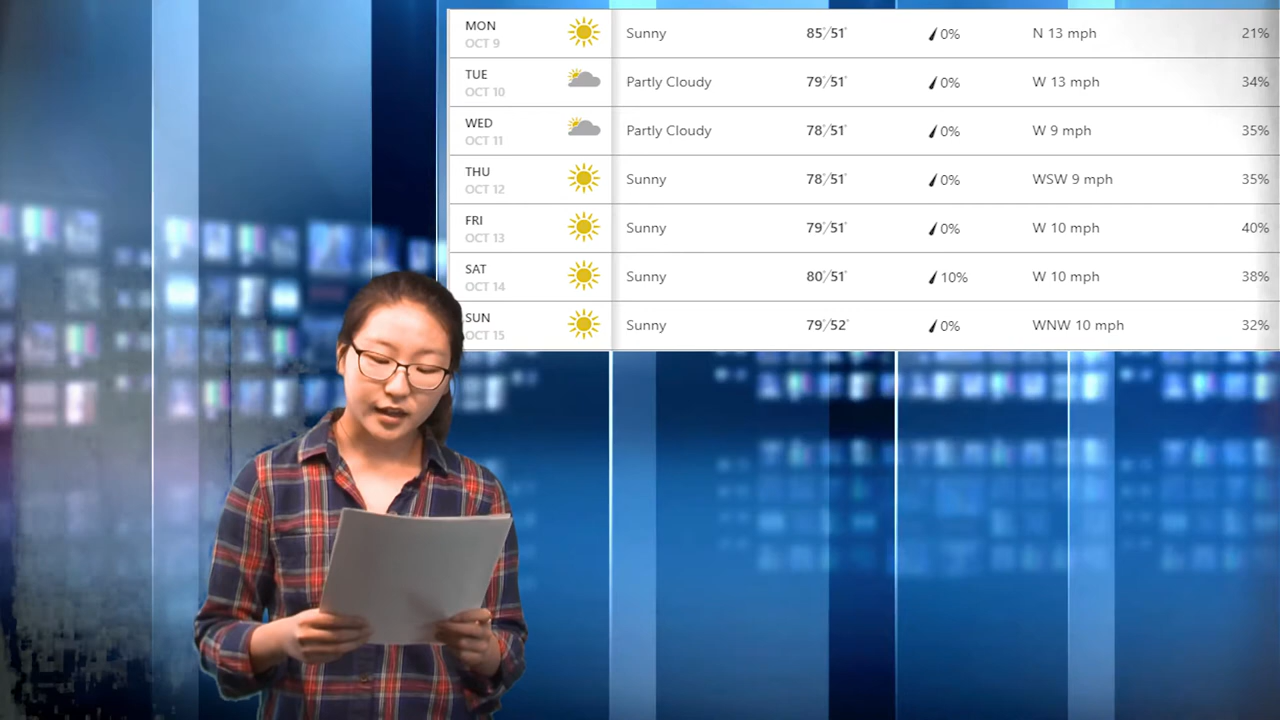 MON
OCT 9
Sunny 85°/51° 0% N 13 mph 21%
TUE
OCT 10
Partly Cloudy 79°/51° 0% W 13 mph 34%
WED
OCT 11
Partly Cloudy 78°/51° 0% W 9 mph 35%
THU
OCT 12
Sunny 78°/51° 0% WSW 9 mph 35%
FRI
OCT 13
Sunny 79°/51° 0% W 10 mph 40%
SAT
OCT 14
Sunny 80°/51° 10% W 10 mph 38%
SUN
OCT 15
Sunny 79°/52° 0% WNW 10 mph 32%